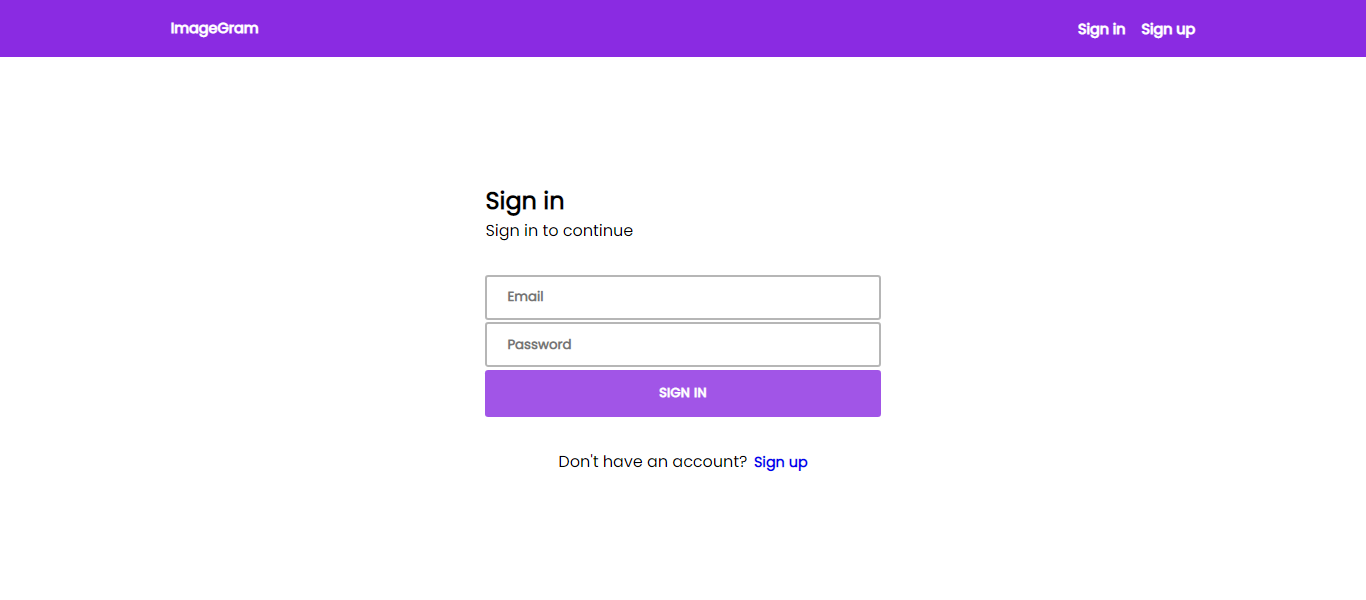 ImageGram
Sign in Sign up
Sign in
Sign in to continue
Email
Password
SIGN IN
Don't have an account? Sign up